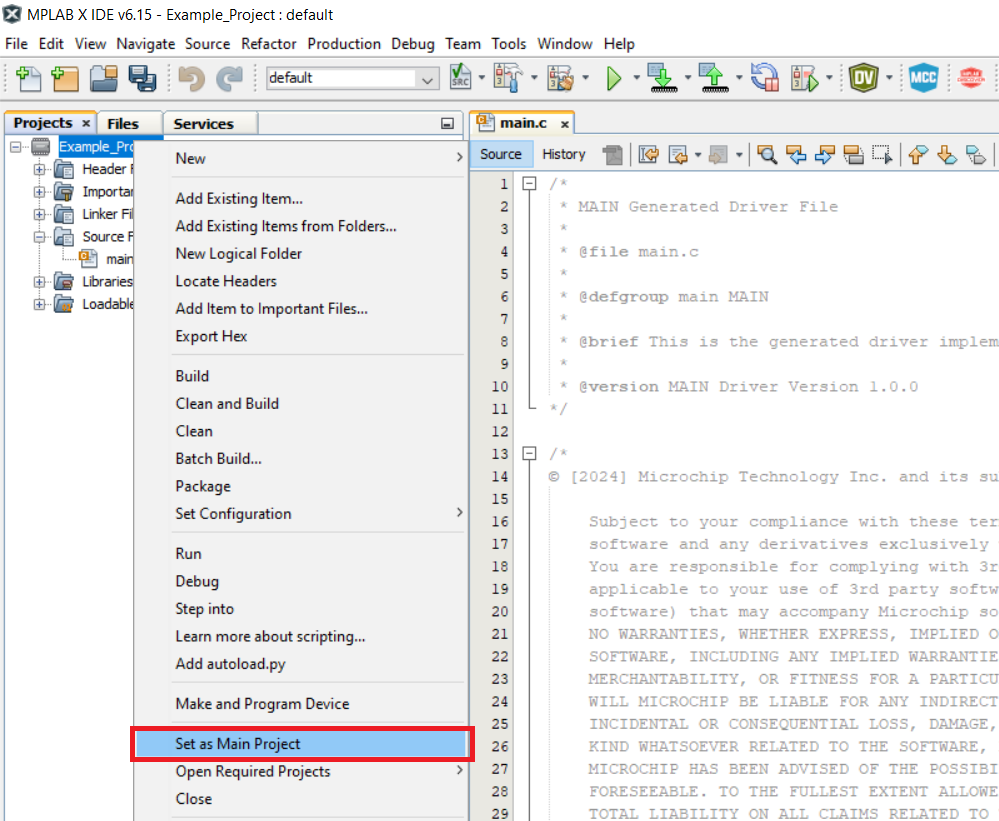 MPLAB X IDE v6.15 - Example_Project : default
File Edit View Navigate Source Refactor Production Debug Team Tools Window Help
default
SRC
DV
MCC
Projects × Files Services
main.c ×
Source History
Example_Pro
Header F
Importan
Linker Fil
Source F
main
Libraries
Loadable
New
Add Existing Item...
Add Existing Items from Folders...
New Logical Folder
Locate Headers
Add Item to Important Files...
Export Hex
Build
Clean and Build
Clean
Batch Build...
Package
Set Configuration
Run
Debug
Step into
Learn more about scripting...
Add autoload.py
Make and Program Device
Set as Main Project
Open Required Projects
Close
1 /*
2 * MAIN Generated Driver File
3 *
4 * @file main.c
5 *
6 * @defgroup main MAIN
7 *
8 * @brief This is the generated driver implem
9 *
10 * @version MAIN Driver Version 1.0.0
11 */
12
13 /*
14 © [2024] Microchip Technology Inc. and its su
15
16 Subject to your compliance with these ter
17 software and any derivatives exclusively
18 You are responsible for complying with 3r
19 applicable to your use of 3rd party softw
20 software) that may accompany Microchip so
21 NO WARRANTIES, WHETHER EXPRESS, IMPLIED O
22 SOFTWARE, INCLUDING ANY IMPLIED WARRANTIE
23 MERCHANTABILITY, OR FITNESS FOR A PARTICU
24 WILL MICROCHIP BE LIABLE FOR ANY INDIRECT
25 INCIDENTAL OR CONSEQUENTIAL LOSS, DAMAGE,
26 KIND WHATSOEVER RELATED TO THE SOFTWARE,
27 MICROCHIP HAS BEEN ADVISED OF THE POSSIBI
28 FORESEEABLE. TO THE FULLEST EXTENT ALLOWE
29 TOTAL LIABILITY ON ALL CLAIMS RELATED TO